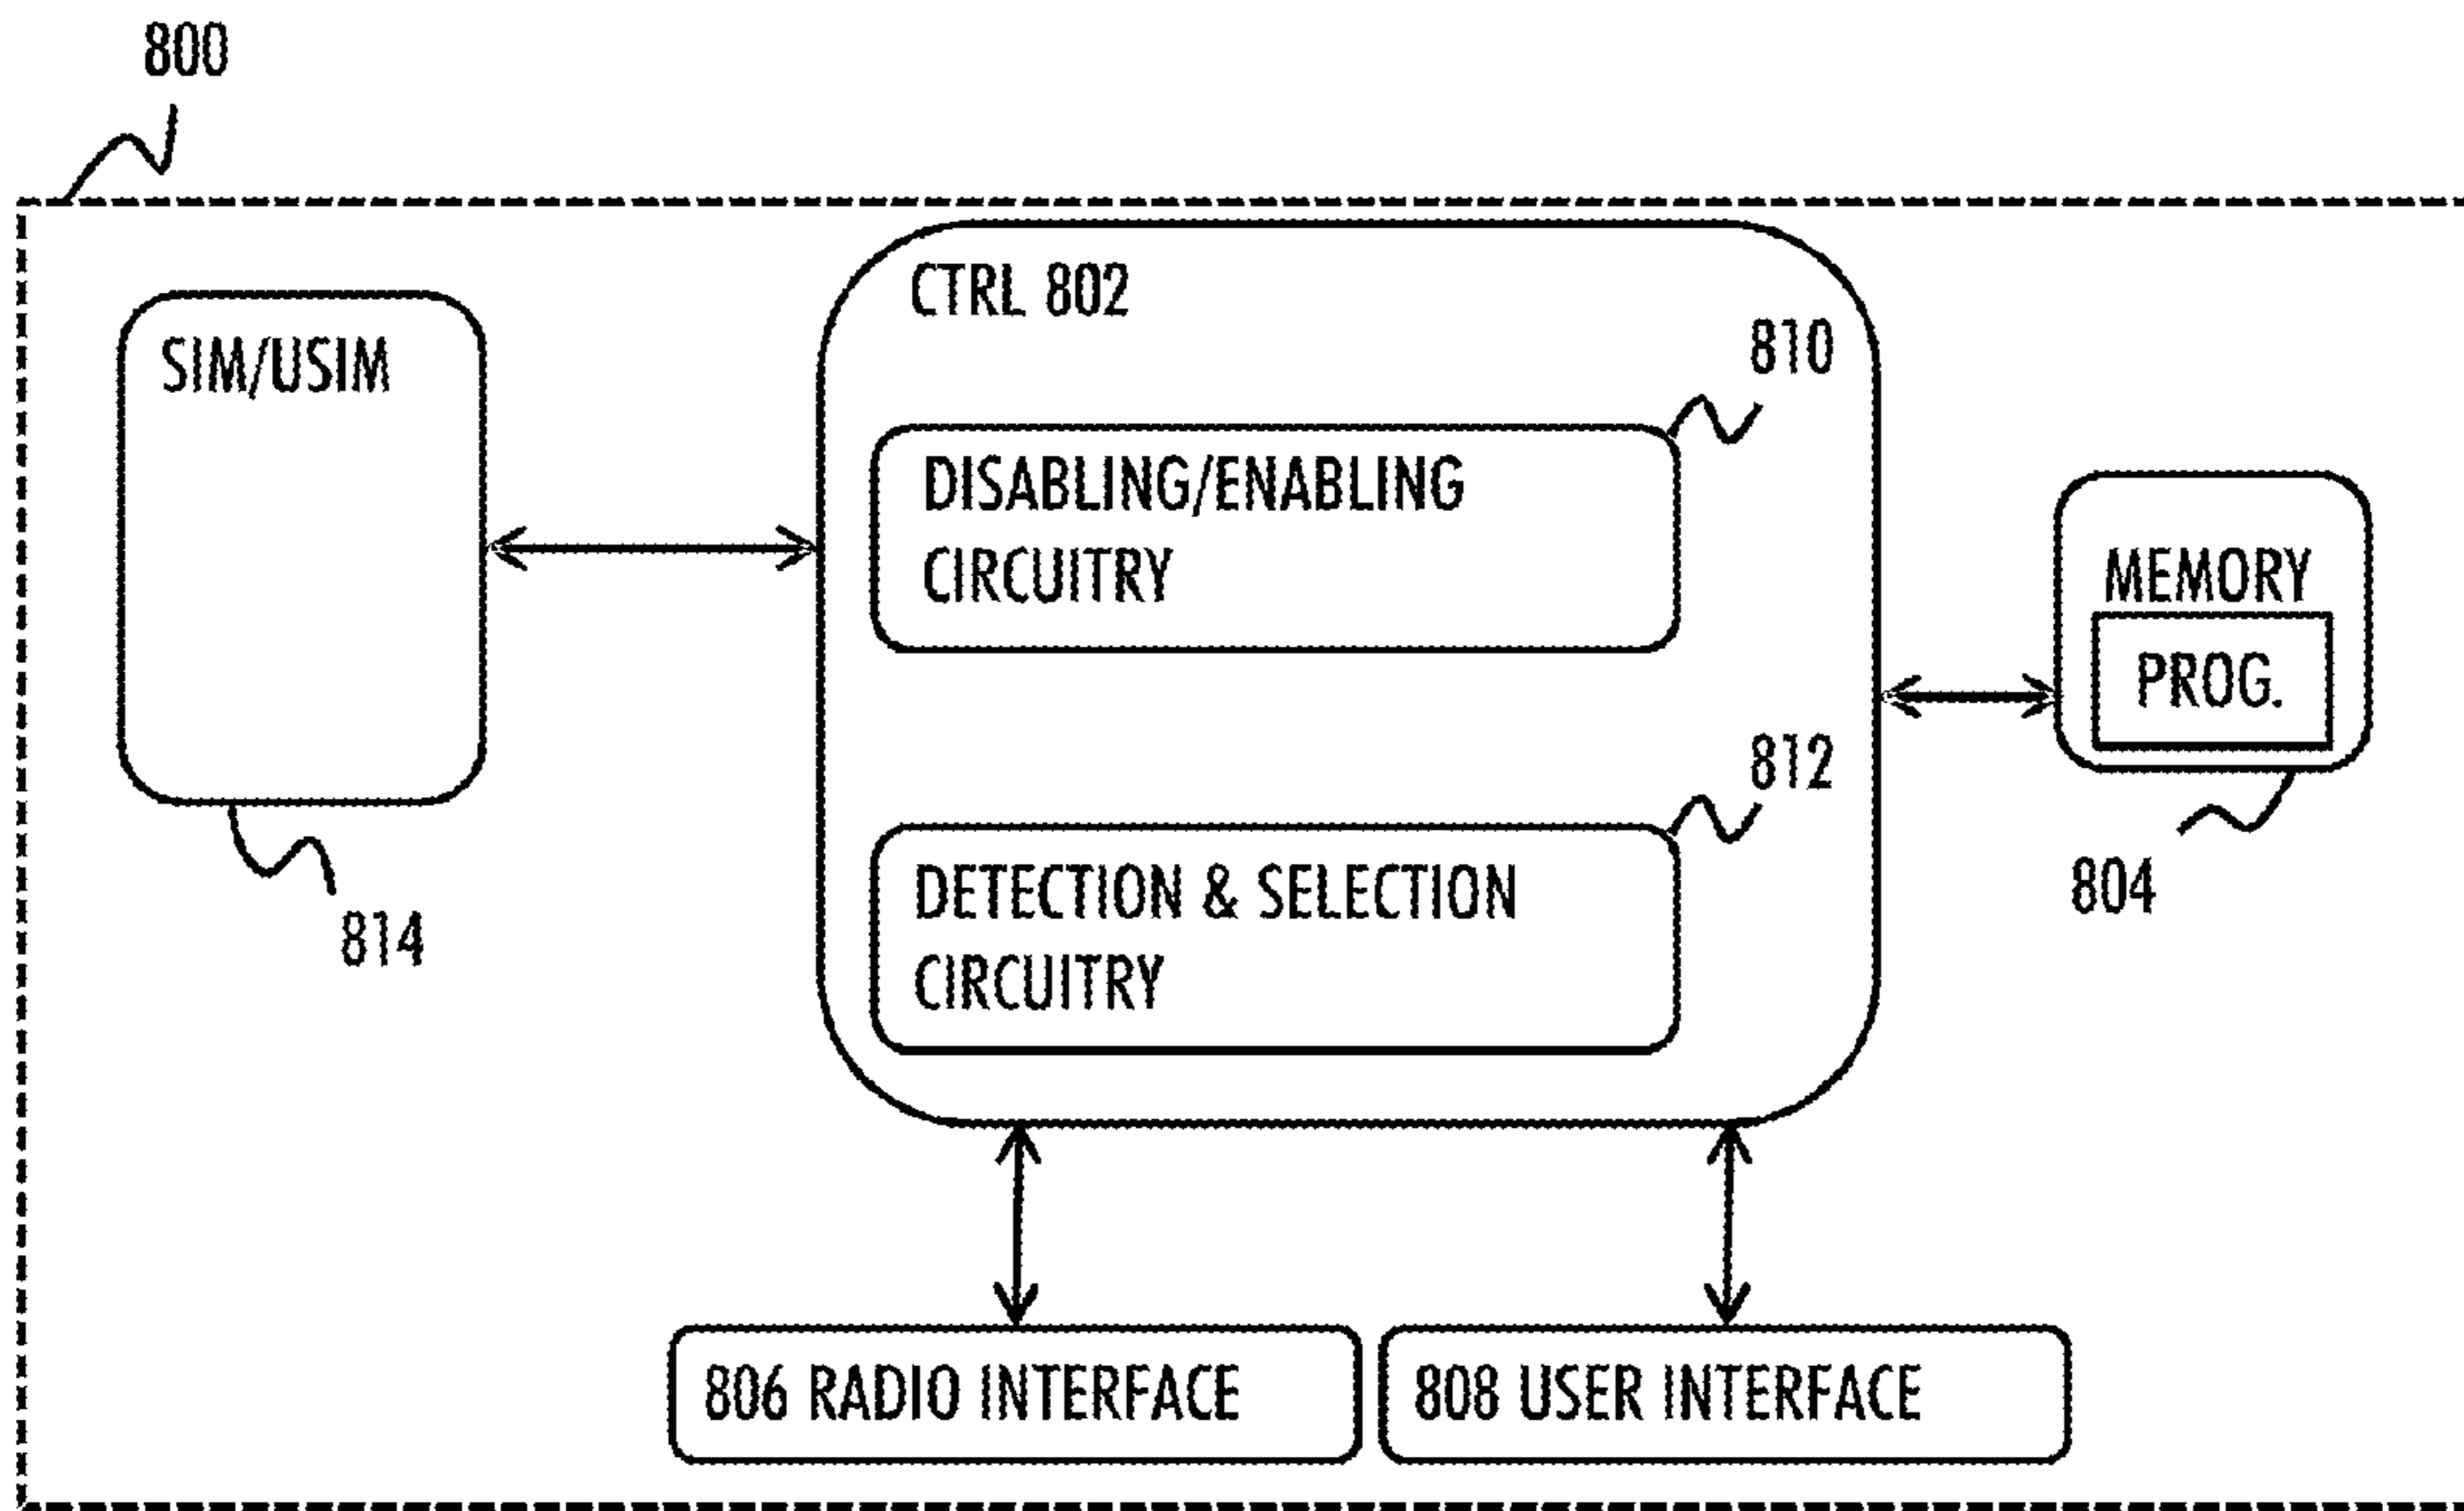 800
CTRL 802
SIM/USIM
810
DISABLING/ENABLING
CIRCUITRY
MEMORY
PROG.
812
804
DETECTION & SELECTION
CIRCUITRY
814
806 RADIO INTERFACE
808 USER INTERFACE